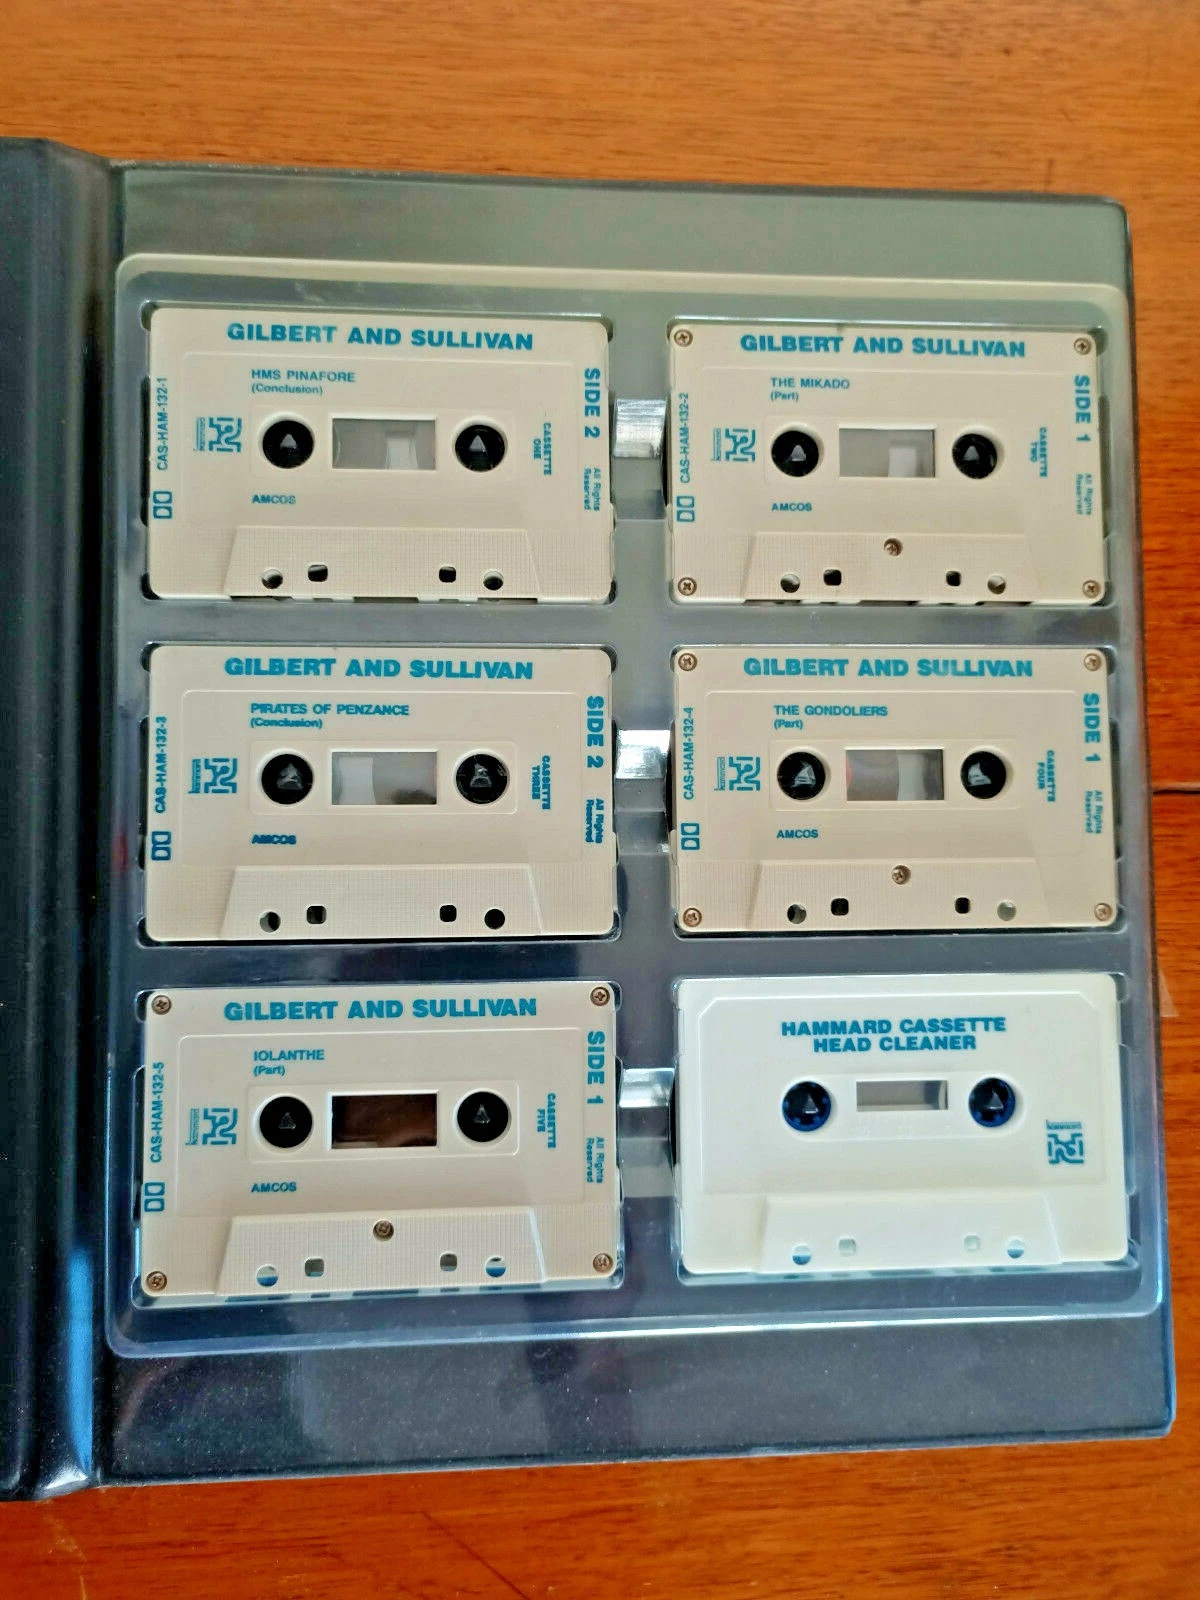 GILBERT AND SULLIVAN
HMS PINAFORE
(Conclusion)
SIDE 2
CAS-HAM-132-1
CASSETTE
ONE
All Rights
Reserved
AMCOS
GILBERT AND SULLIVAN
THE MIKADO
(Part)
SIDE 1
CAS-HAM-132-2
CASSETTE
TWO
All Rights
Reserved
AMCOS
GILBERT AND SULLIVAN
PIRATES OF PENZANCE
(Conclusion)
SIDE 2
CAS-HAM-132-3
CASSETTE
THREE
All Rights
Reserved
AMCOS
GILBERT AND SULLIVAN
THE GONDOLIERS
(Part)
SIDE 1
CAS-HAM-132-4
CASSETTE
FOUR
All Rights
Reserved
AMCOS
GILBERT AND SULLIVAN
IOLANTHE
(Part)
SIDE 1
CAS-HAM-132-5
CASSETTE
FIVE
All Rights
Reserved
AMCOS
HAMMARD CASSETTE
HEAD CLEANER